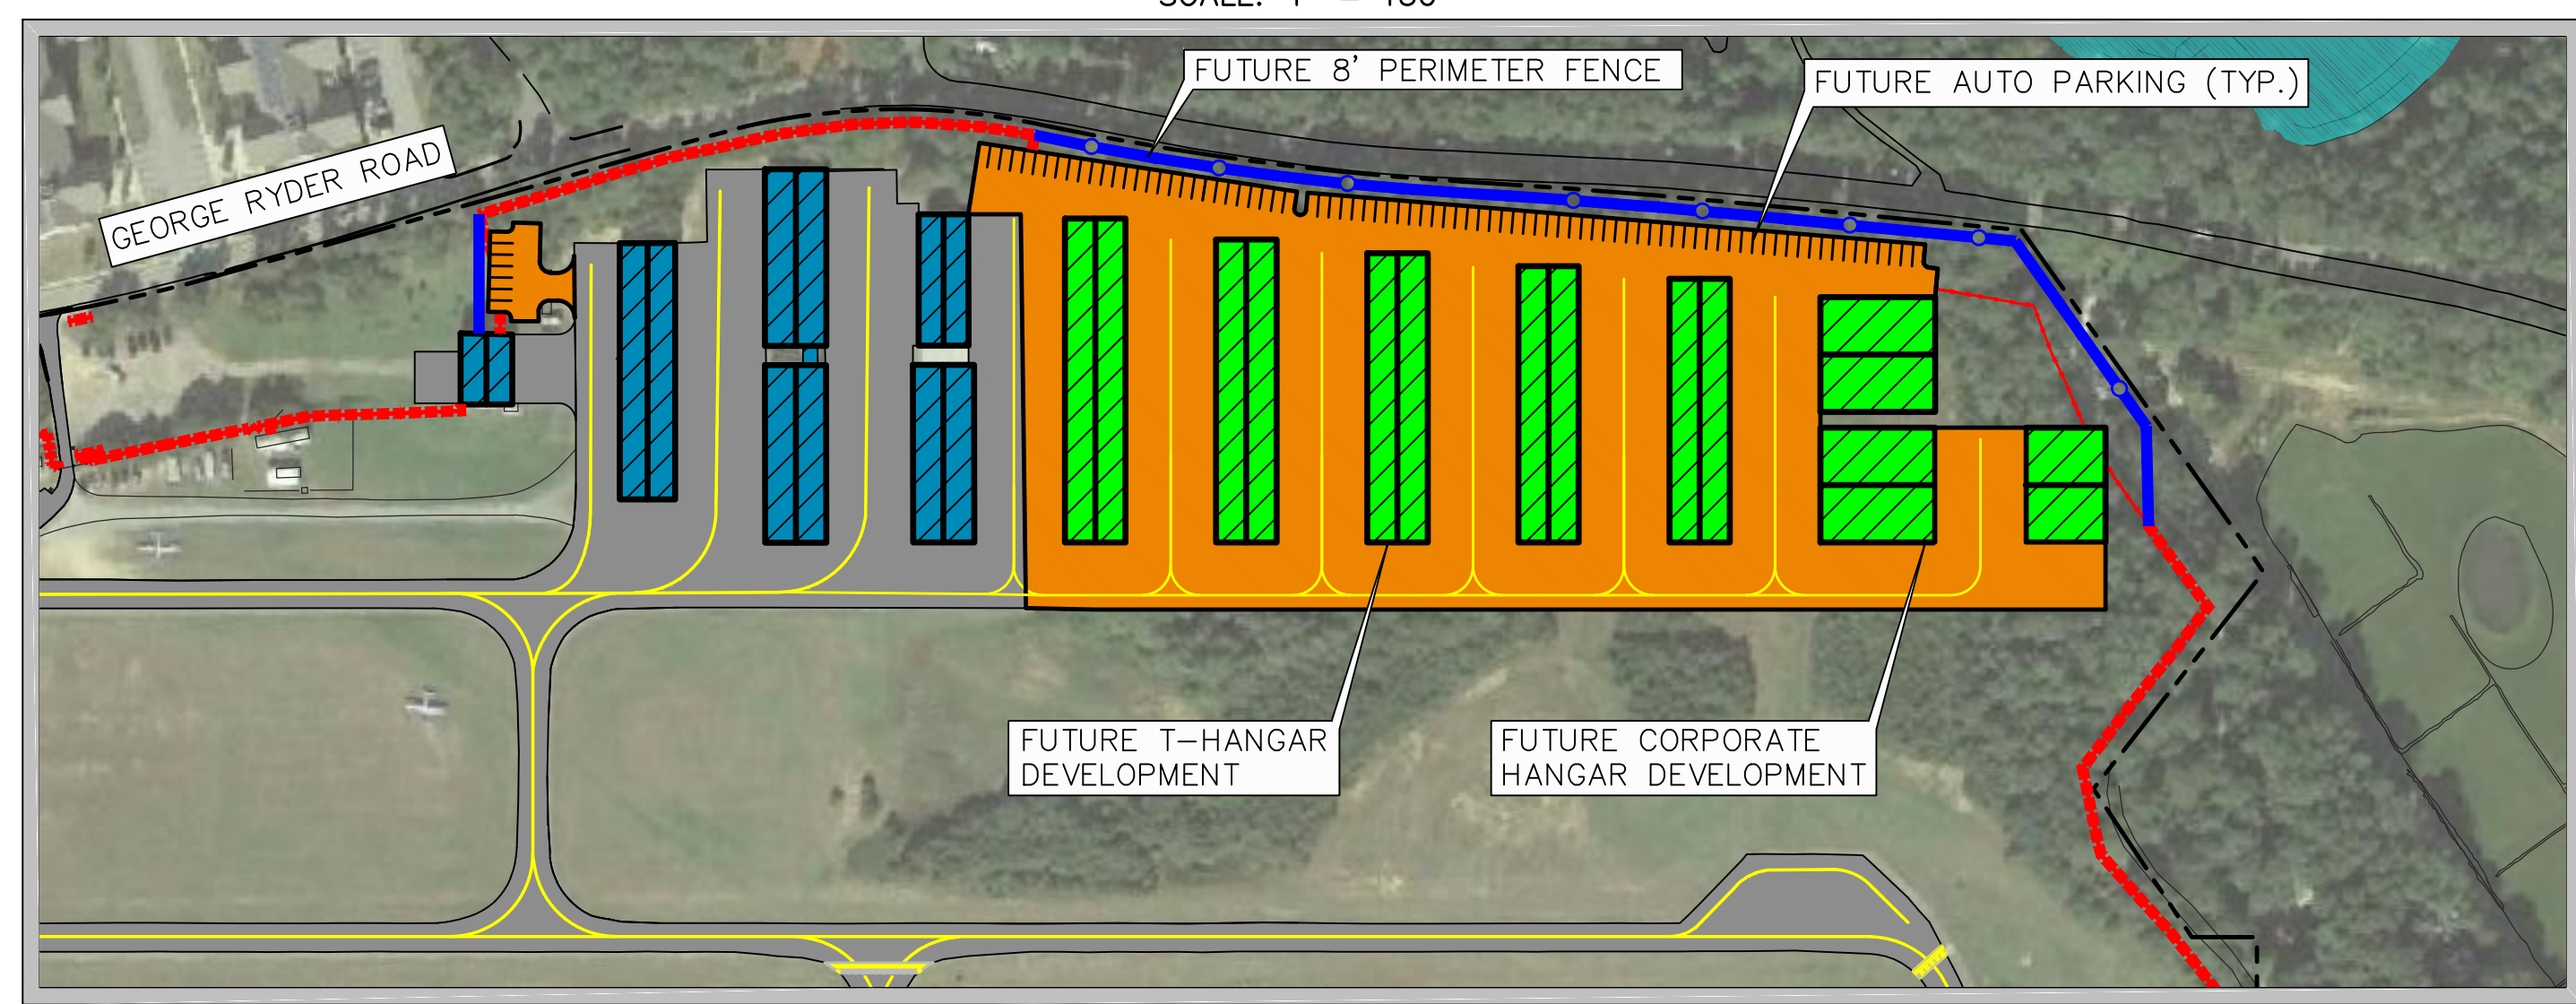 FUTURE 8' PERIMETER FENCE
FUTURE AUTO PARKING (TYP.)
GEORGE RYDER ROAD
FUTURE T-HANGAR
DEVELOPMENT
FUTURE CORPORATE
HANGAR DEVELOPMENT